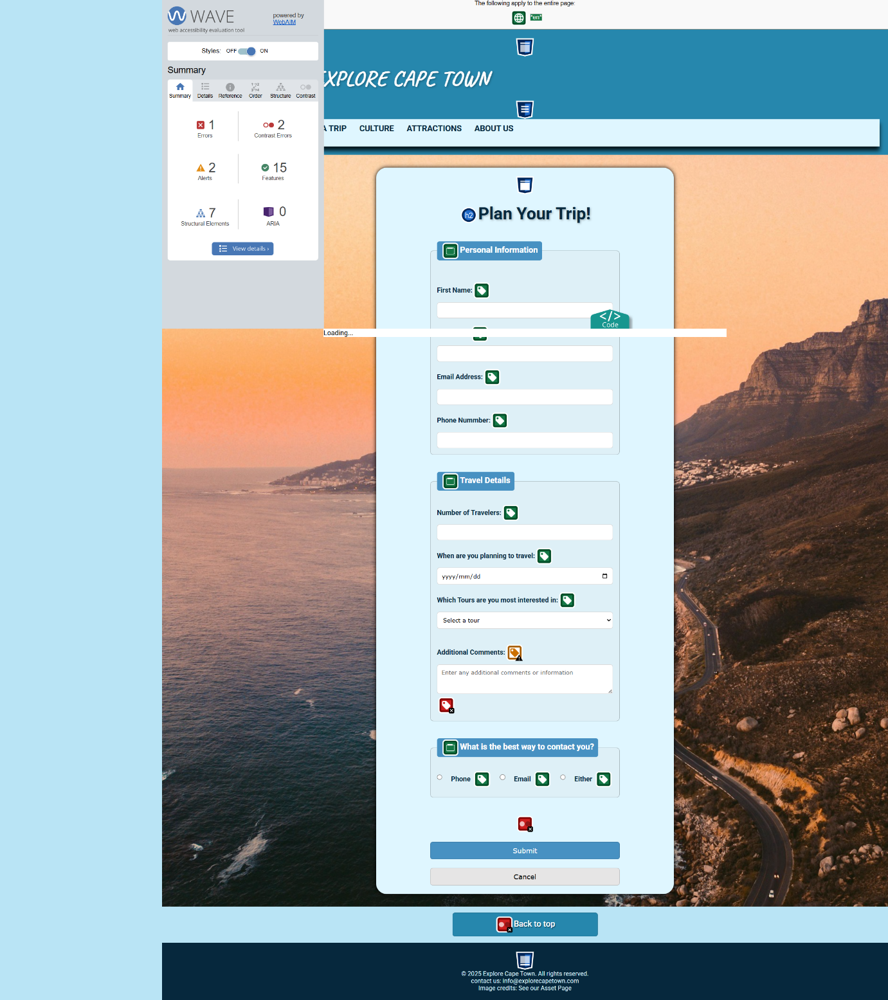 The following apply to the entire page:
"en"
WAVE
powered by
WebAIM
web accessibility evaluation tool
Styles: OFF ON
Summary
Summary Details Reference Order Structure Contrast
1 Errors
2 Contrast Errors
2 Alerts
15 Features
7 Structural Elements
0 ARIA
View details ›
XPLORE CAPE TOWN
A TRIP CULTURE ATTRACTIONS ABOUT US
h2 Plan Your Trip!
Personal Information
First Name:
</>
Code
Loading...
Email Address:
Phone Nummber:
Travel Details
Number of Travelers:
When are you planning to travel:
yyyy/mm/dd
Which Tours are you most interested in:
Select a tour
Additional Comments:
Enter any additional comments or information
What is the best way to contact you?
Phone Email Either
Submit
Cancel
Back to top
© 2025 Explore Cape Town. All rights reserved.
contact us: info@explorecapetown.com
Image credits: See our Asset Page